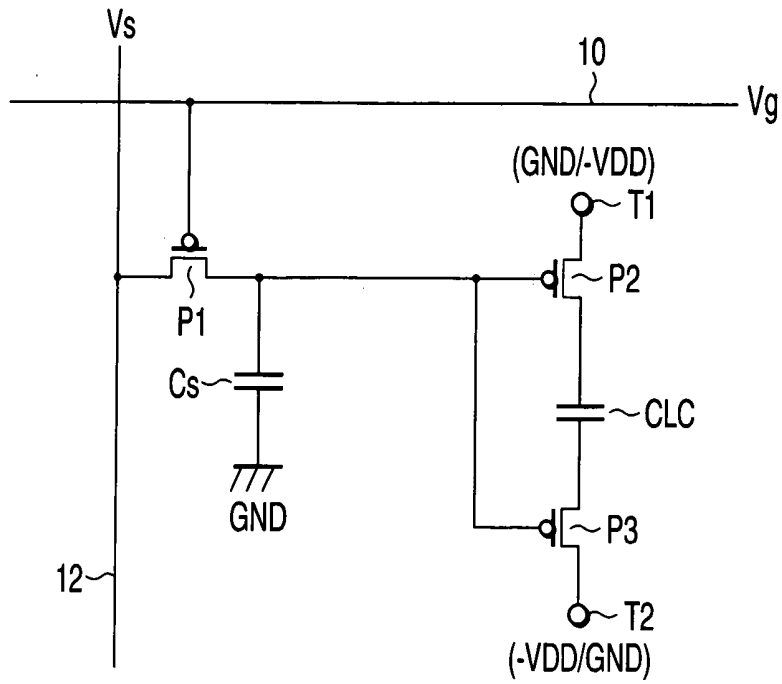 Vs
10
Vg
(GND/-VDD)
T1
P2
P1
Cs
CLC
GND
P3
12
T2
(-VDD/GND)